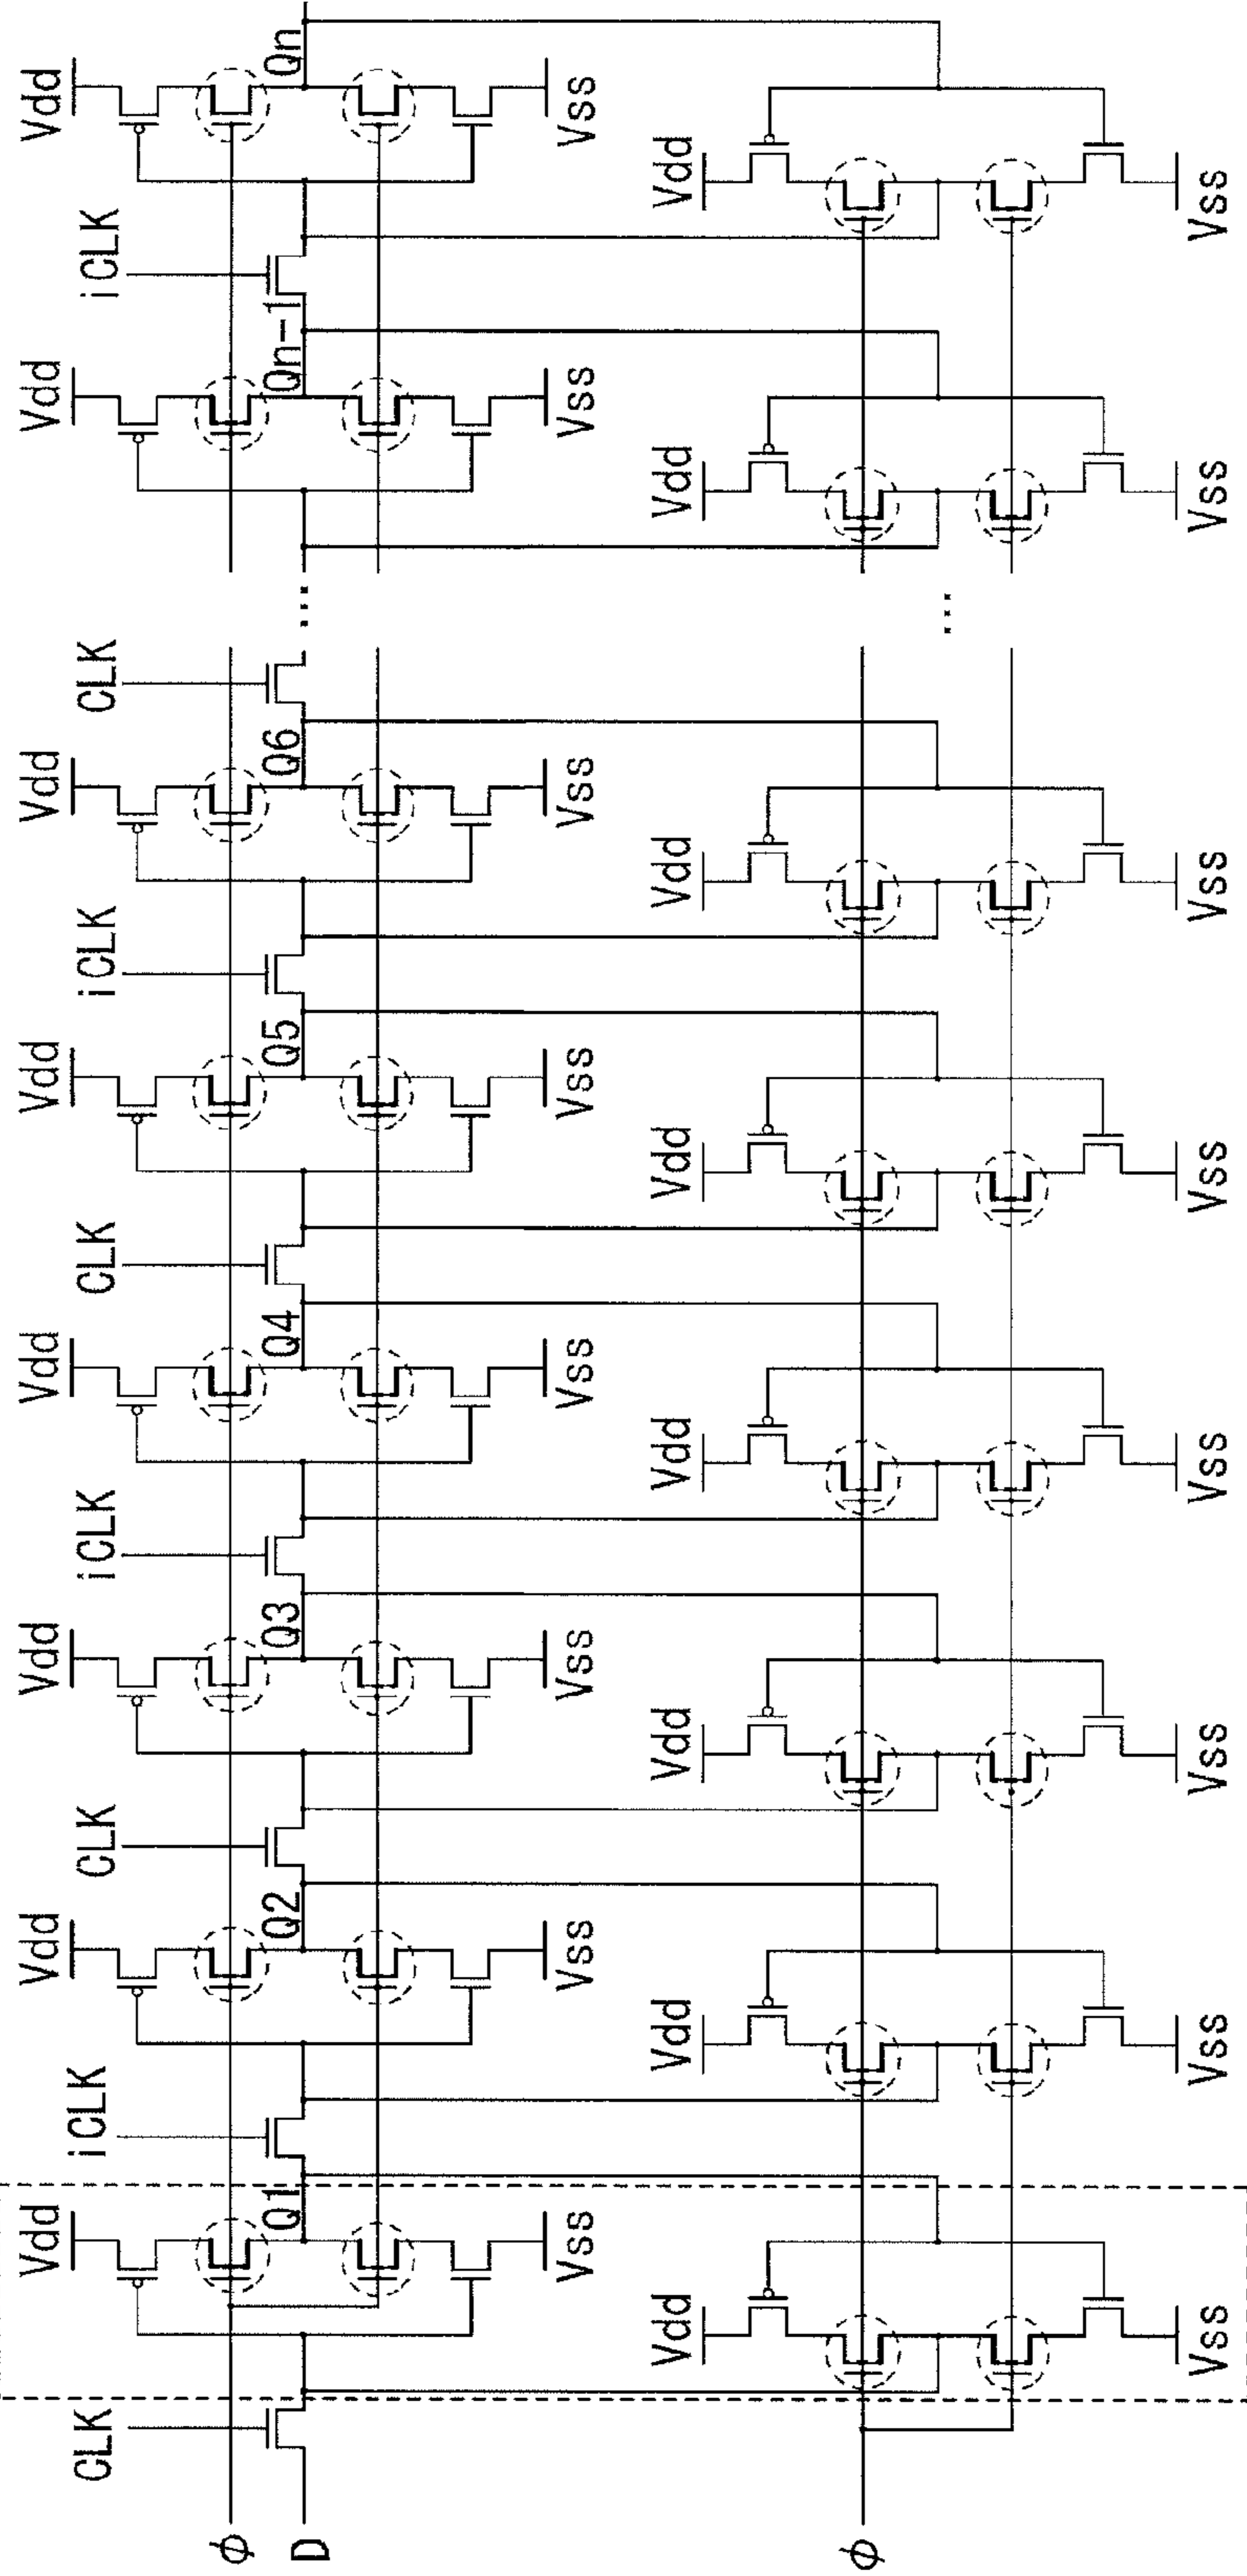 Vdd Vdd Vdd Vdd Vdd Vdd Vdd Vdd
CLK iCLK CLK iCLK CLK iCLK CLK iCLK
φ
Q1 Q2 Q3 Q4 Q5 Q6 Qn-1 Qn
D ...
Vss Vss Vss Vss Vss Vss Vss Vss
Vdd Vdd Vdd Vdd Vdd Vdd Vdd Vdd
φ
...
Vss Vss Vss Vss Vss Vss Vss Vss